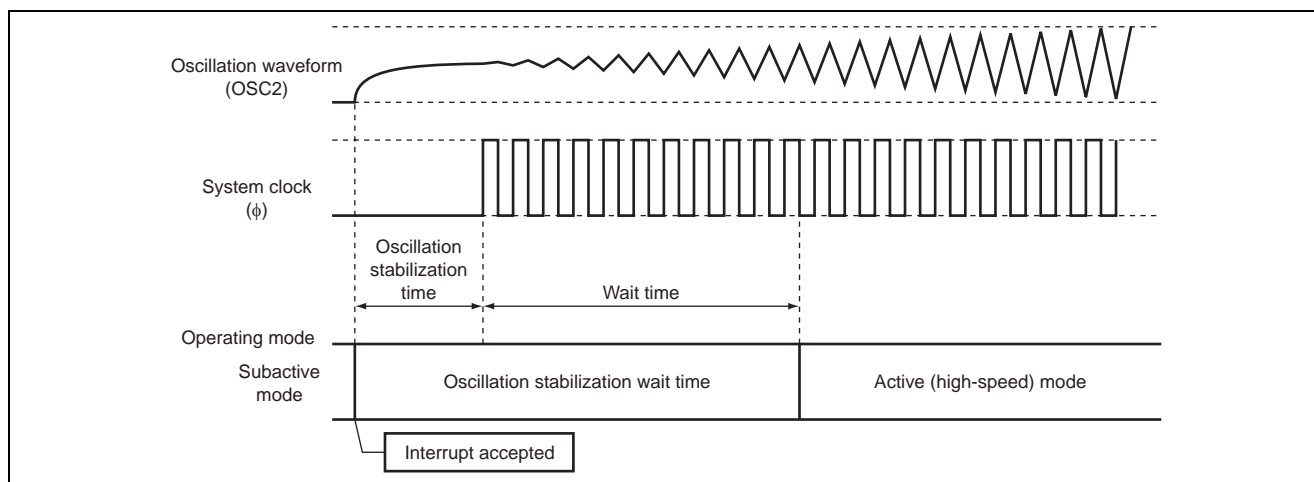 Oscillation waveform
(OSC2)
System clock
(ϕ)
Oscillation
stabilization
time
Wait time
Operating mode
Subactive
mode
Oscillation stabilization wait time
Active (high-speed) mode
Interrupt accepted